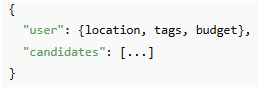 {
  "user": {location, tags, budget},
  "candidates": [...]
}